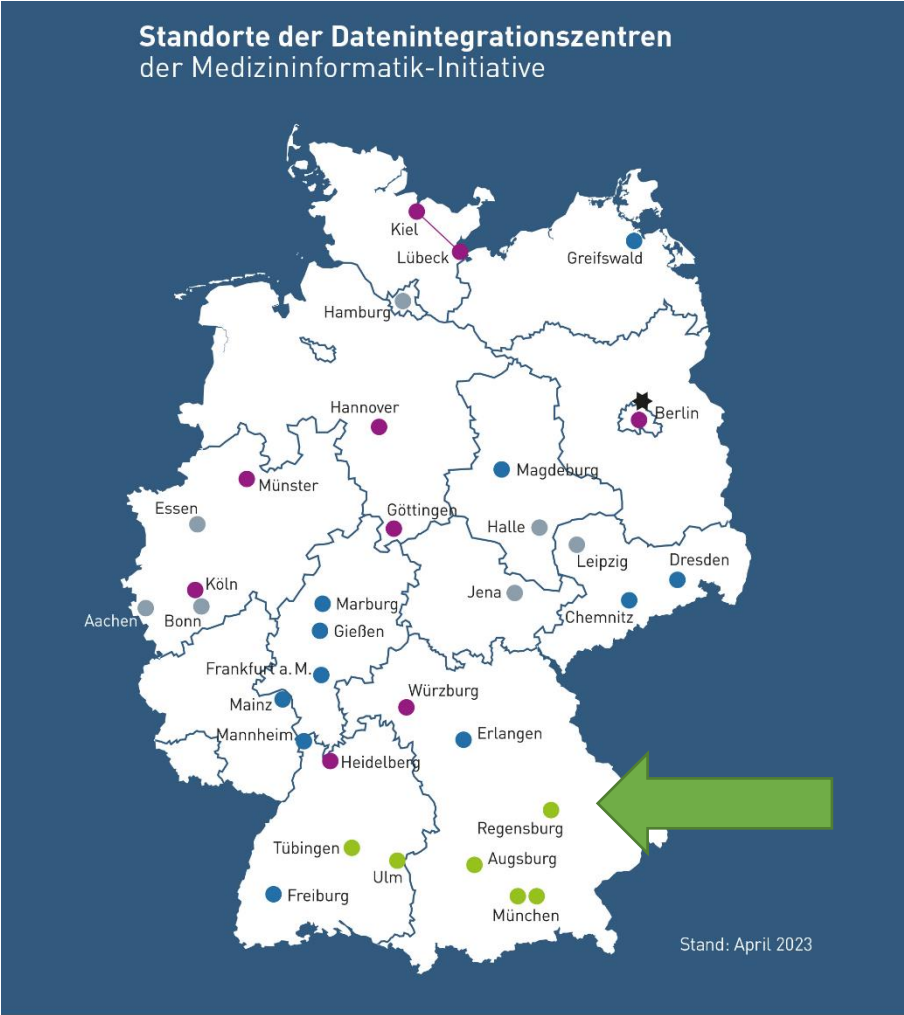 Standorte der Datenintegrationszentren
der Medizininformatik-Initiative
Kiel
Lübeck
Greifswald
Hamburg
Hannover
Berlin
Münster
Magdeburg
Essen
Göttingen
Halle
Leipzig
Dresden
Köln
Jena
Marburg
Chemnitz
Aachen
Bonn
Gießen
Frankfurt a. M.
Würzburg
Mainz
Mannheim
Erlangen
Heidelberg
Regensburg
Tübingen
Augsburg
Ulm
Freiburg
München
Stand: April 2023